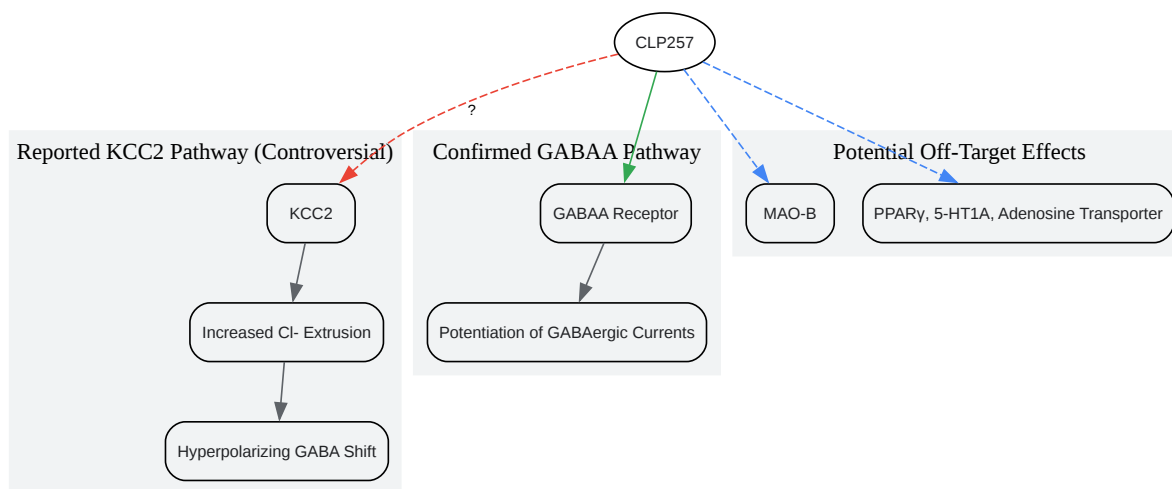 CLP257
?
Reported KCC2 Pathway (Controversial)
Confirmed GABAA Pathway
Potential Off-Target Effects
KCC2
GABAA Receptor
MAO-B
PPARγ, 5-HT1A, Adenosine Transporter
Increased Cl- Extrusion
Potentiation of GABAergic Currents
Hyperpolarizing GABA Shift